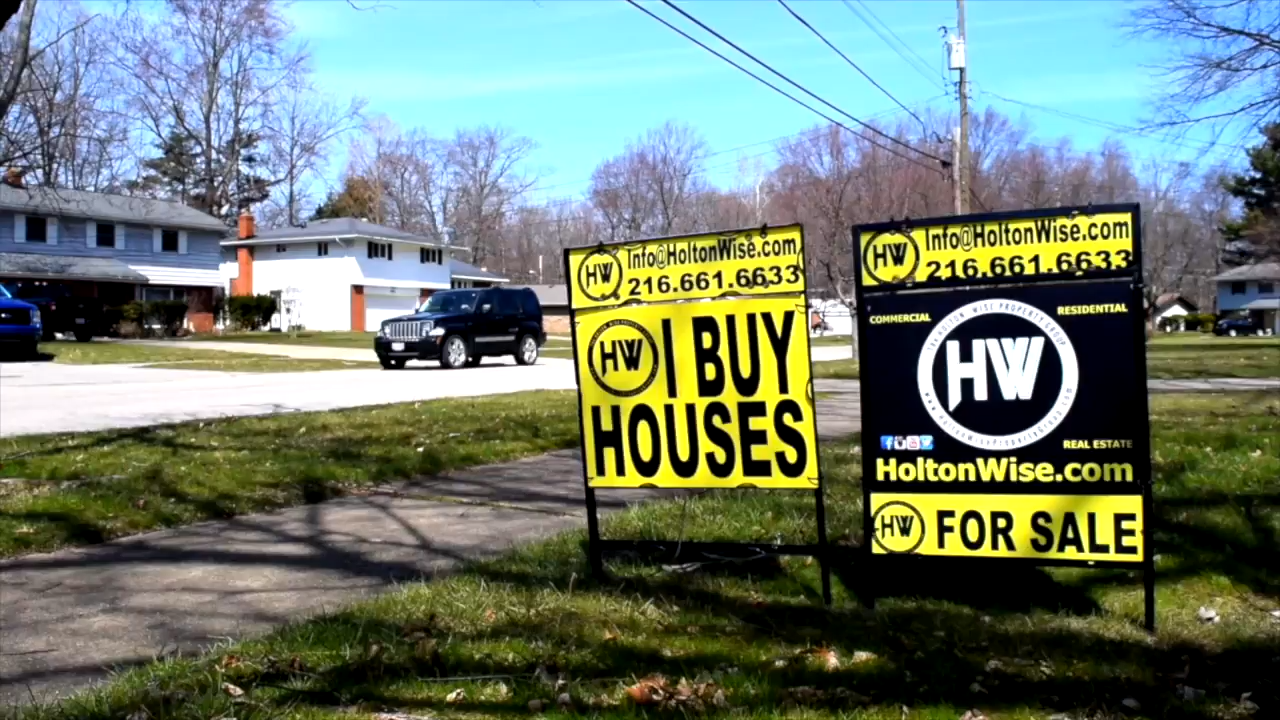 Info@HoltonWise.com
HW
216.661.6633
HW
I BUY
HOUSES
Info@HoltonWise.com
HW
216.661.6633
COMMERCIAL
RESIDENTIAL
HW
REAL ESTATE
HoltonWise.com
HW
FOR SALE